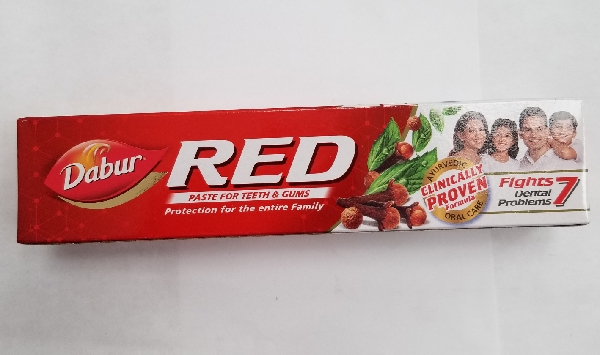 Dabur
RED
PASTE FOR TEETH & GUMS
Protection for the entire Family
AYURVEDIC
CLINICALLY
PROVEN
Formula
ORAL CARE
Fights 7
Dental
Problems